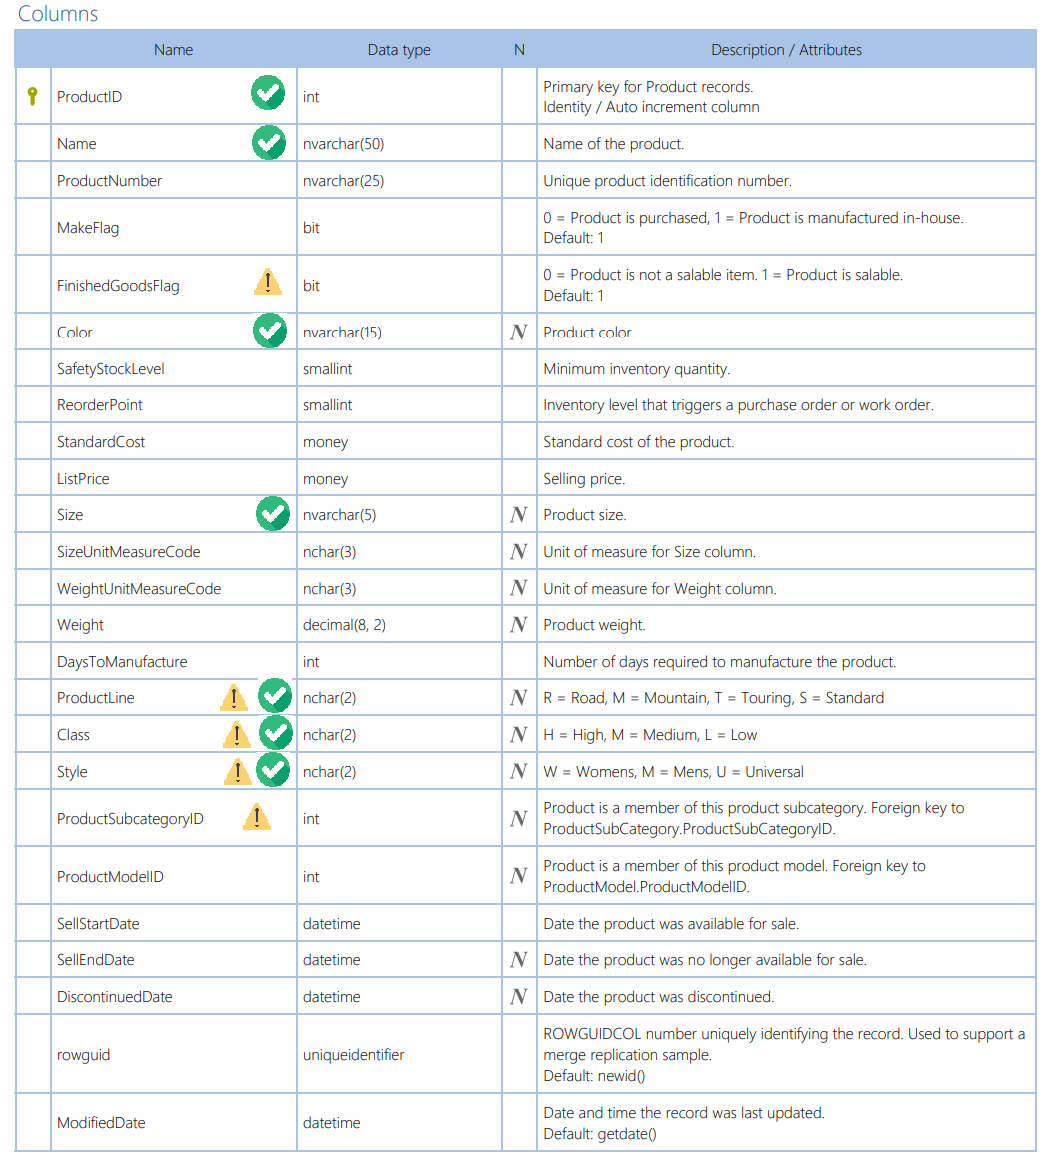 Columns
Name Data type N Description / Attributes
ProductID int Primary key for Product records.
Identity / Auto increment column
Name nvarchar(50) Name of the product.
ProductNumber nvarchar(25) Unique product identification number.
MakeFlag bit 0 = Product is purchased, 1 = Product is manufactured in-house.
Default: 1
FinishedGoodsFlag bit 0 = Product is not a salable item. 1 = Product is salable.
Default: 1
Color nvarchar(15) N Product color
SafetyStockLevel smallint Minimum inventory quantity.
ReorderPoint smallint Inventory level that triggers a purchase order or work order.
StandardCost money Standard cost of the product.
ListPrice money Selling price.
Size nvarchar(5) N Product size.
SizeUnitMeasureCode nchar(3) N Unit of measure for Size column.
WeightUnitMeasureCode nchar(3) N Unit of measure for Weight column.
Weight decimal(8, 2) N Product weight.
DaysToManufacture int Number of days required to manufacture the product.
ProductLine nchar(2) N R = Road, M = Mountain, T = Touring, S = Standard
Class nchar(2) N H = High, M = Medium, L = Low
Style nchar(2) N W = Womens, M = Mens, U = Universal
ProductSubcategoryID int N Product is a member of this product subcategory. Foreign key to
ProductSubCategory.ProductSubCategoryID.
ProductModelID int N Product is a member of this product model. Foreign key to
ProductModel.ProductModelID.
SellStartDate datetime Date the product was available for sale.
SellEndDate datetime N Date the product was no longer available for sale.
DiscontinuedDate datetime N Date the product was discontinued.
rowguid uniqueidentifier ROWGUIDCOL number uniquely identifying the record. Used to support a
merge replication sample.
Default: newid()
ModifiedDate datetime Date and time the record was last updated.
Default: getdate()